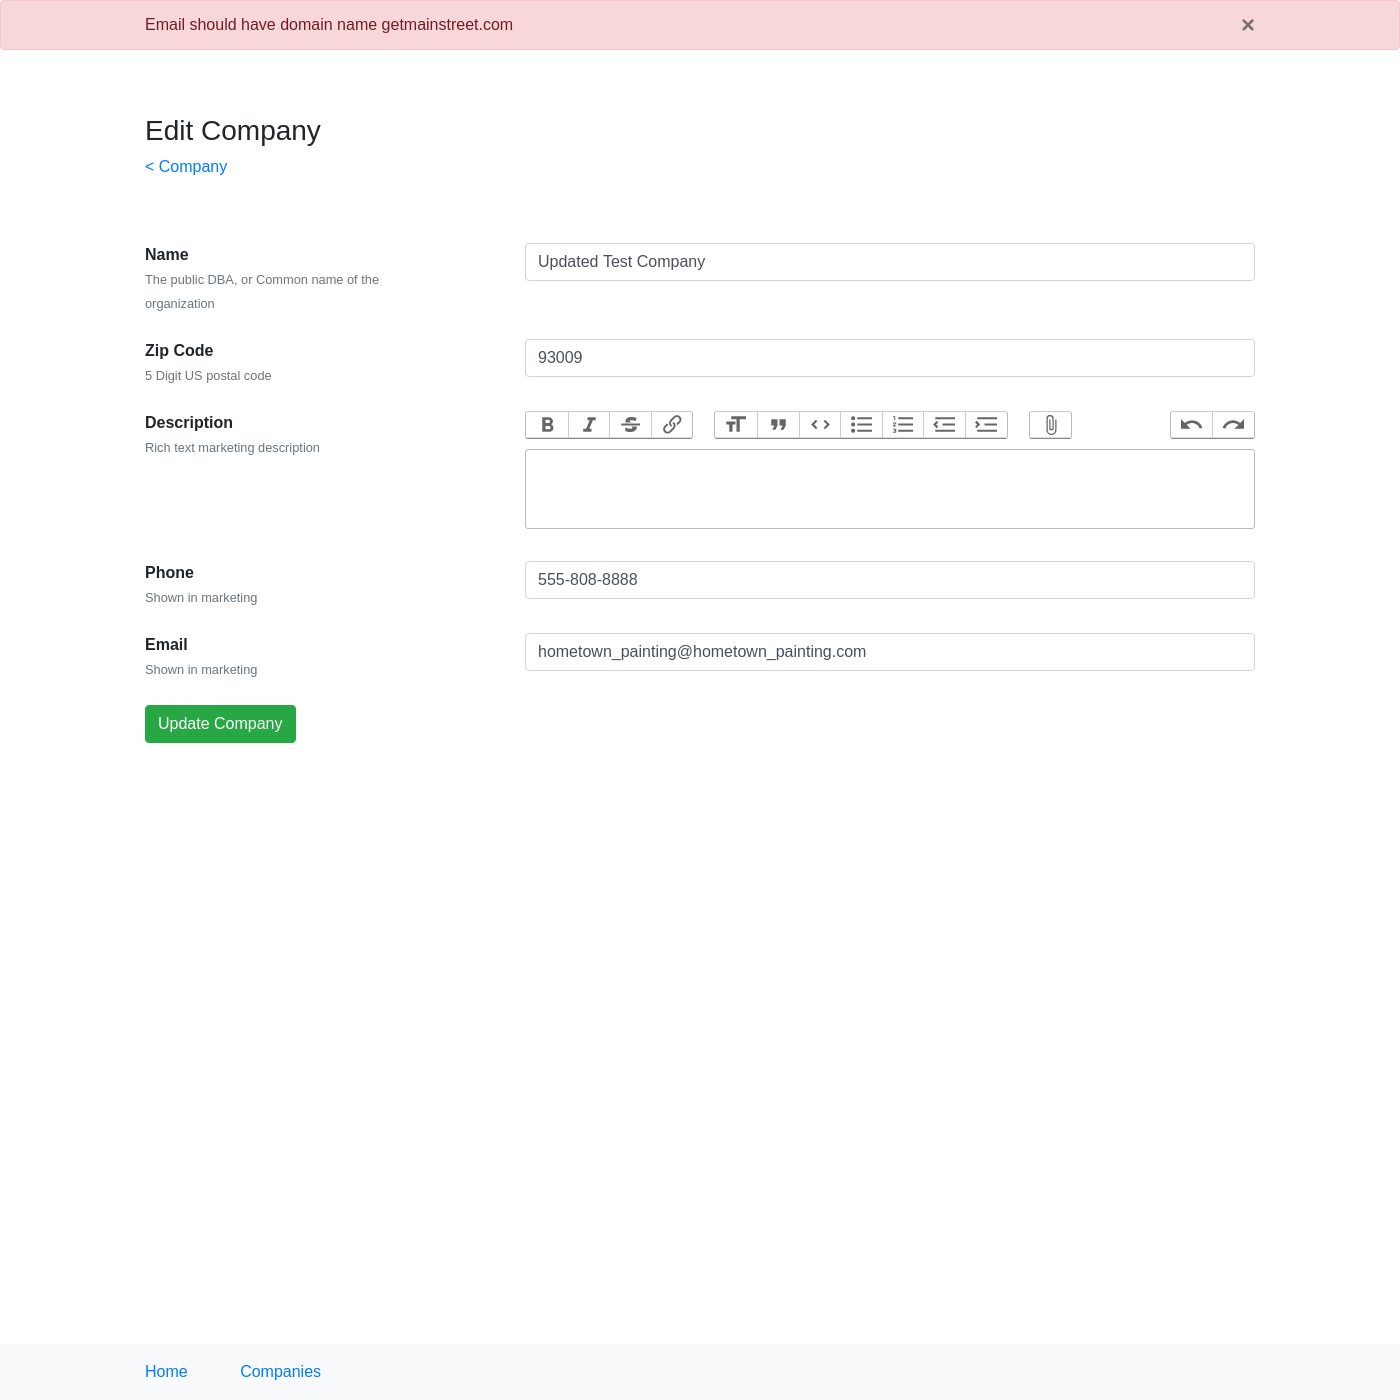 Email should have domain name getmainstreet.com
×
Edit Company
< Company
Name
The public DBA, or Common name of the
organization
Updated Test Company
Zip Code
5 Digit US postal code
93009
Description
Rich text marketing description
Phone
Shown in marketing
555-808-8888
Email
Shown in marketing
hometown_painting@hometown_painting.com
Update Company
Home Companies